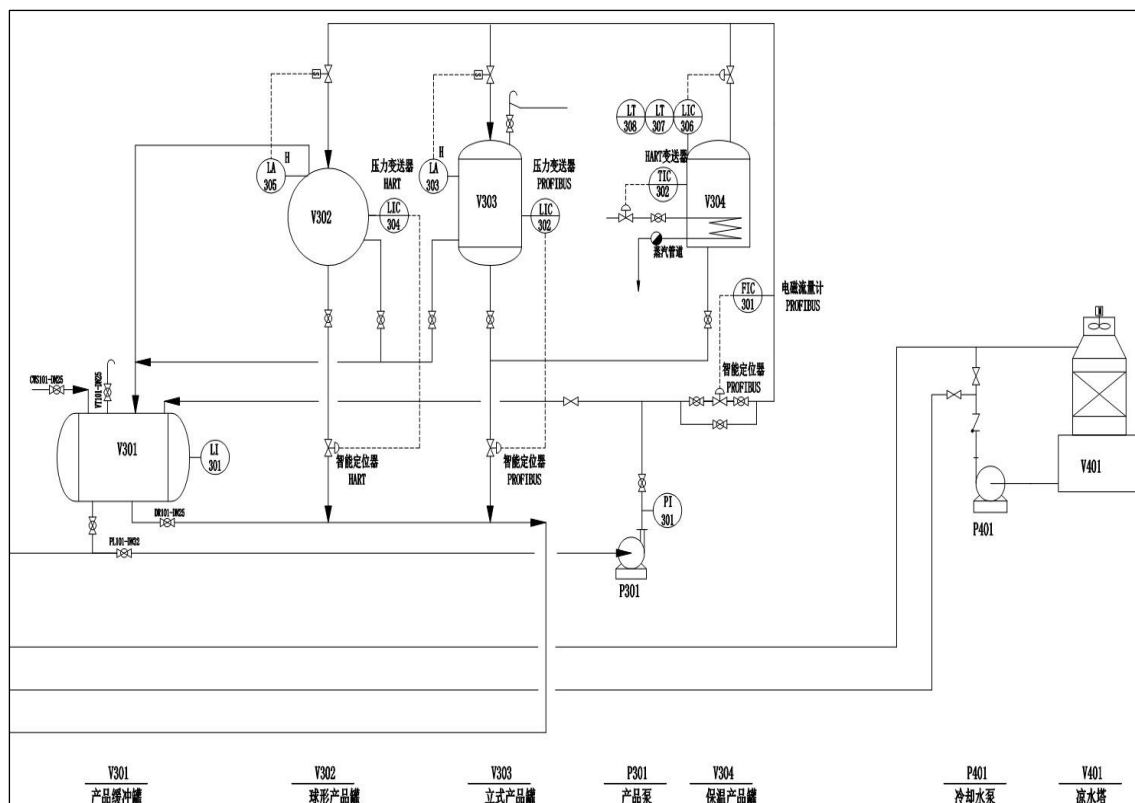 S
S
LT
308
LT
307
LIC
306
H
LA
305
H
LA
303
压力变送器
HART
压力变送器
PROFIBUS
HART变送器
TIC
302
V302
LIC
304
V303
LIC
302
V304
蒸汽管道
FIC
301
电磁流量计
PROFIBUS
M
CWS101-DN25
VT101-DN25
智能定位器
PROFIBUS
V301
LI
301
智能定位器
HART
智能定位器
PROFIBUS
V401
DR101-DN25
PI
301
P401
PL101-DN32
P301
V301
产品缓冲罐
V302
球形产品罐
V303
立式产品罐
P301
产品泵
V304
保温产品罐
P401
冷却水泵
V401
凉水塔